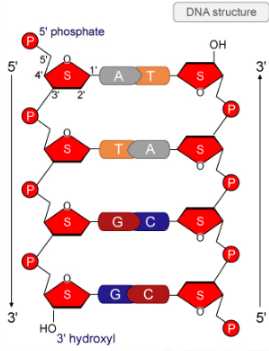 DNA structure
P
5' phosphate
OH
5'
5'
O
4'
S
1'
A
T
S
3'
2'
O
P
P
O
S
T
A
S
O
P
P
O
S
G
C
S
O
P
P
O
S
G
C
S
O
3'
HO
3' hydroxyl
P
5'
3'